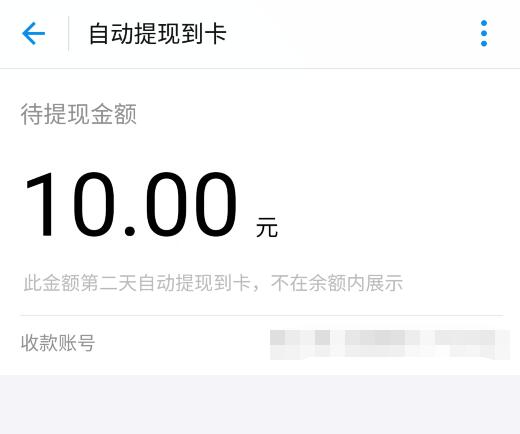 自动提现到卡
待提现金额
10.00 元
此金额第二天自动提现到卡，不在余额内展示
收款账号